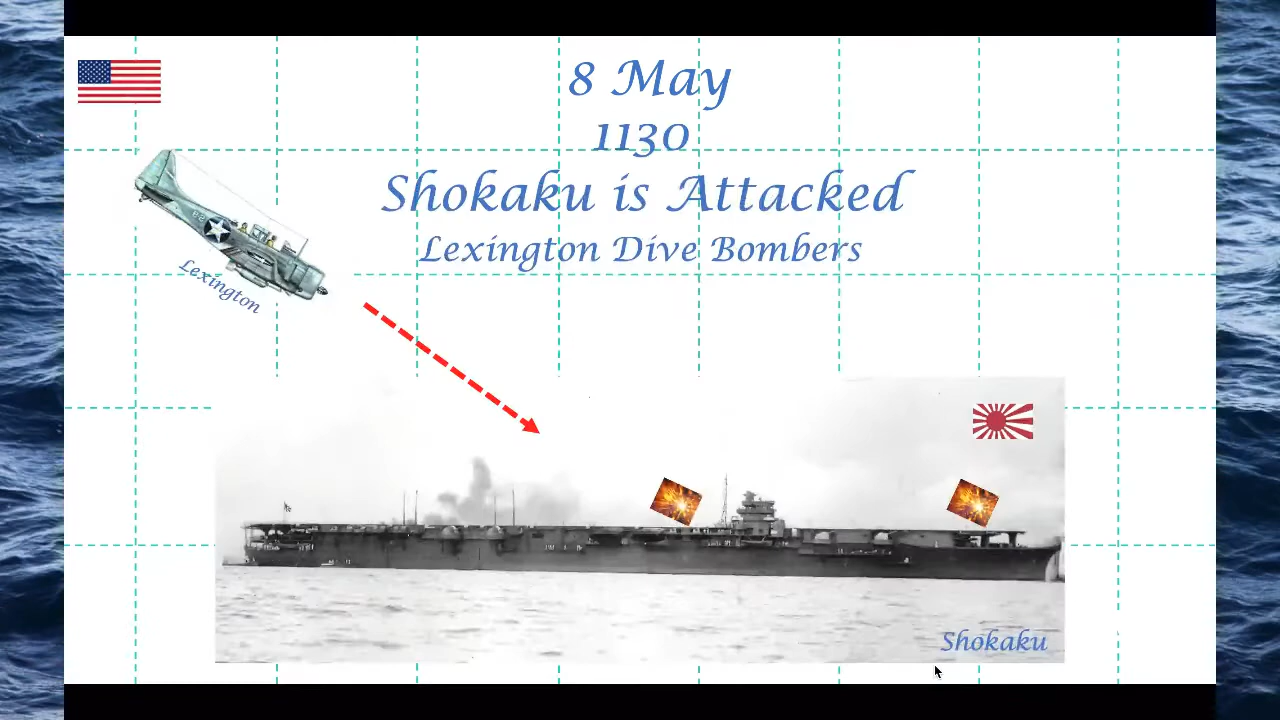 8 May
1130
Shokaku is Attacked
Lexington Dive Bombers
Lexington
Shokaku